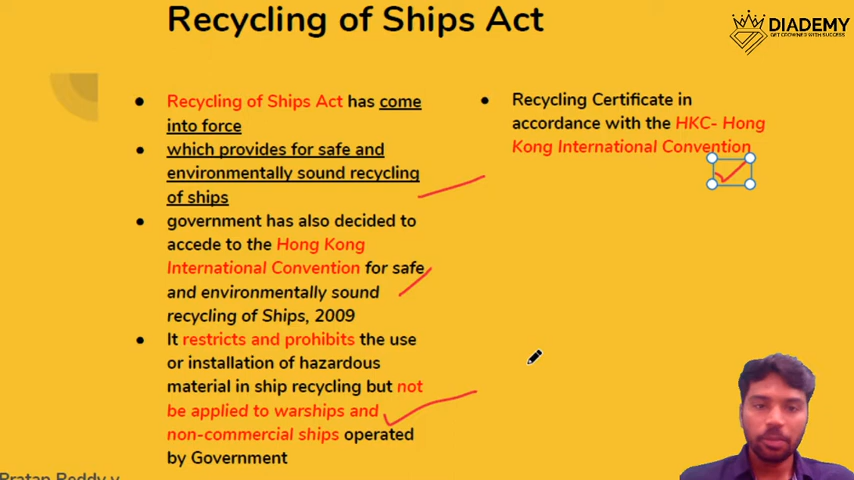 Recycling of Ships Act
DIADEMY
GET CROWNED WITH SUCCESS
● Recycling of Ships Act has come
into force
● which provides for safe and
environmentally sound recycling
of ships
● government has also decided to
accede to the Hong Kong
International Convention for safe
and environmentally sound
recycling of Ships, 2009
● It restricts and prohibits the use
or installation of hazardous
material in ship recycling but not
be applied to warships and
non-commercial ships operated
by Government
● Recycling Certificate in
accordance with the HKC- Hong
Kong International Convention
Pratap Reddy v